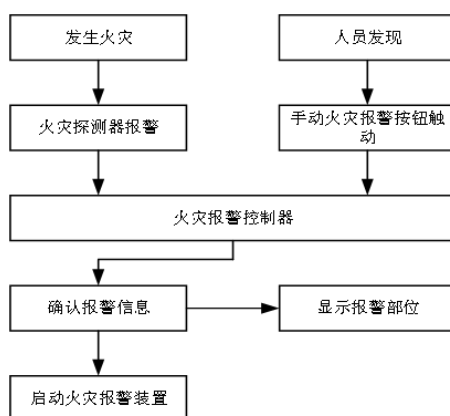 发生火灾
人员发现
火灾探测器报警
手动火灾报警按钮触
动
火灾报警控制器
确认报警信息
显示报警部位
启动火灾报警装置